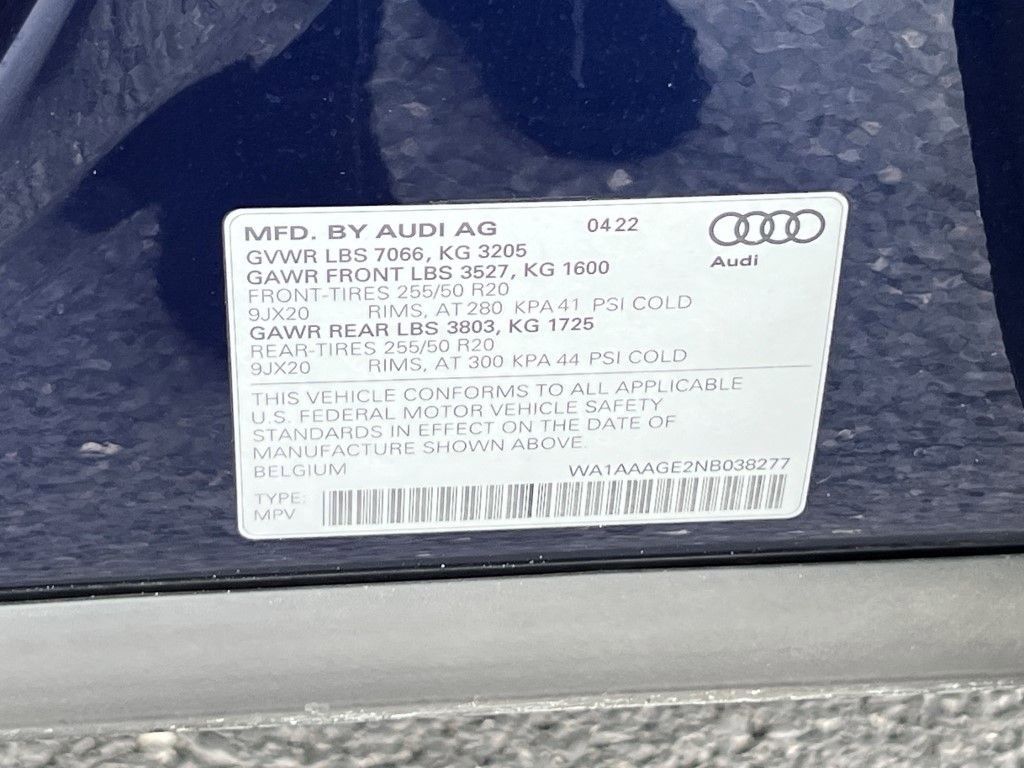 MFD. BY AUDI AG 0422
Audi
GVWR LBS 7066, KG 3205
GAWR FRONT LBS 3527, KG 1600
FRONT-TIRES 255/50 R20
9JX20 RIMS, AT 280 KPA 41 PSI COLD
GAWR REAR LBS 3803, KG 1725
REAR-TIRES 255/50 R20
9JX20 RIMS, AT 300 KPA 44 PSI COLD
THIS VEHICLE CONFORMS TO ALL APPLICABLE
U.S. FEDERAL MOTOR VEHICLE SAFETY
STANDARDS IN EFFECT ON THE DATE OF
MANUFACTURE SHOWN ABOVE.
BELGIUM WA1AAAGE2NB038277
TYPE:
MPV